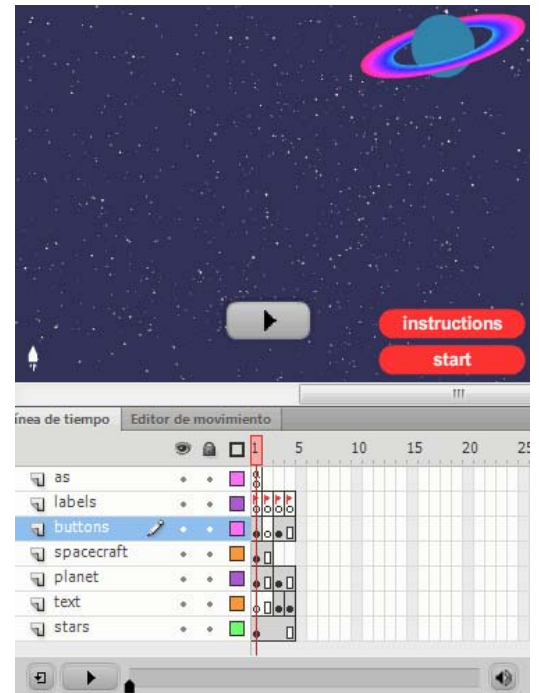 instructions
start
ínea de tiempo Editor de movimiento
1 5 10 15 20 25
as
labels
buttons
spacecraft
planet
text
stars